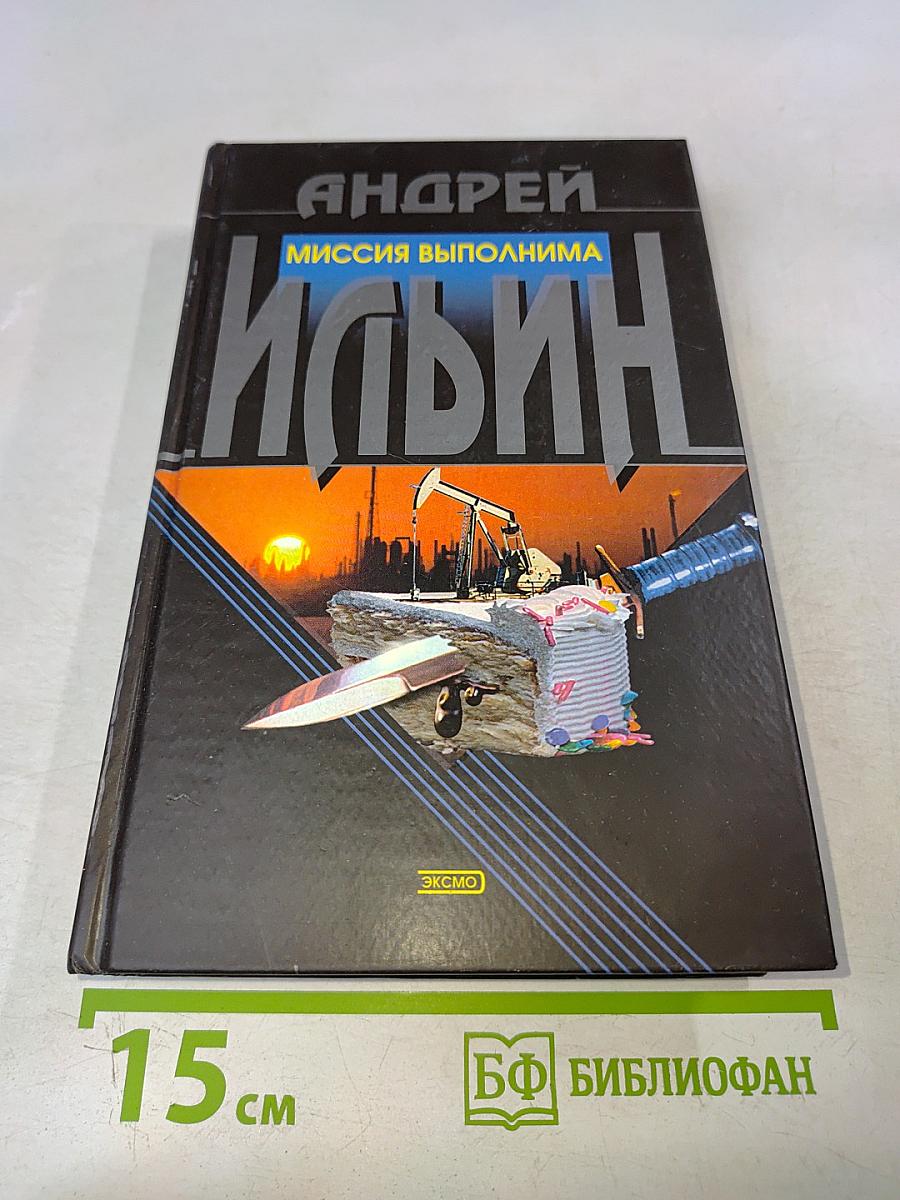 АНДРЕЙ
МИССИЯ ВЫПОЛНИМА
ИЛЬИН
ЭКСМО
15 см
БФ БИБЛИОФАН